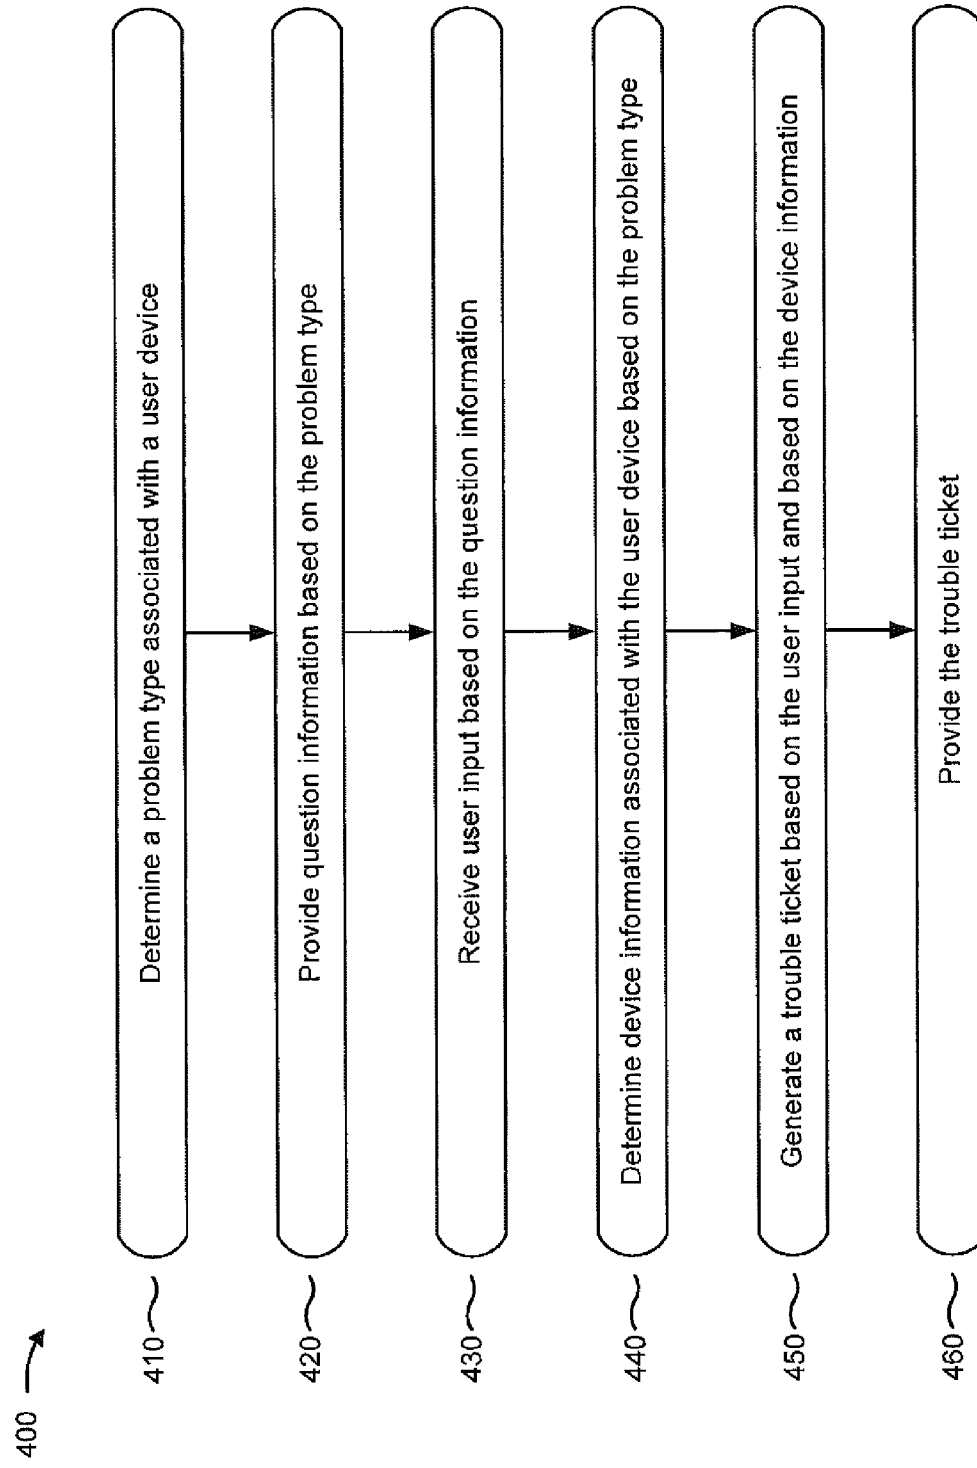 400
410
Determine a problem type associated with a user device
420
Provide question information based on the problem type
430
Receive user input based on the question information
440
Determine device information associated with the user device based on the problem type
450
Generate a trouble ticket based on the user input and based on the device information
460
Provide the trouble ticket